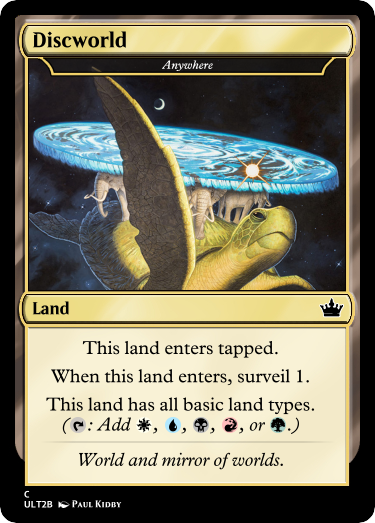 Discworld
Anywhere
Land
This land enters tapped.
When this land enters, surveil 1.
This land has all basic land types.
(: Add , , , , or .)
World and mirror of worlds.
C
ULT2B Paul Kidby